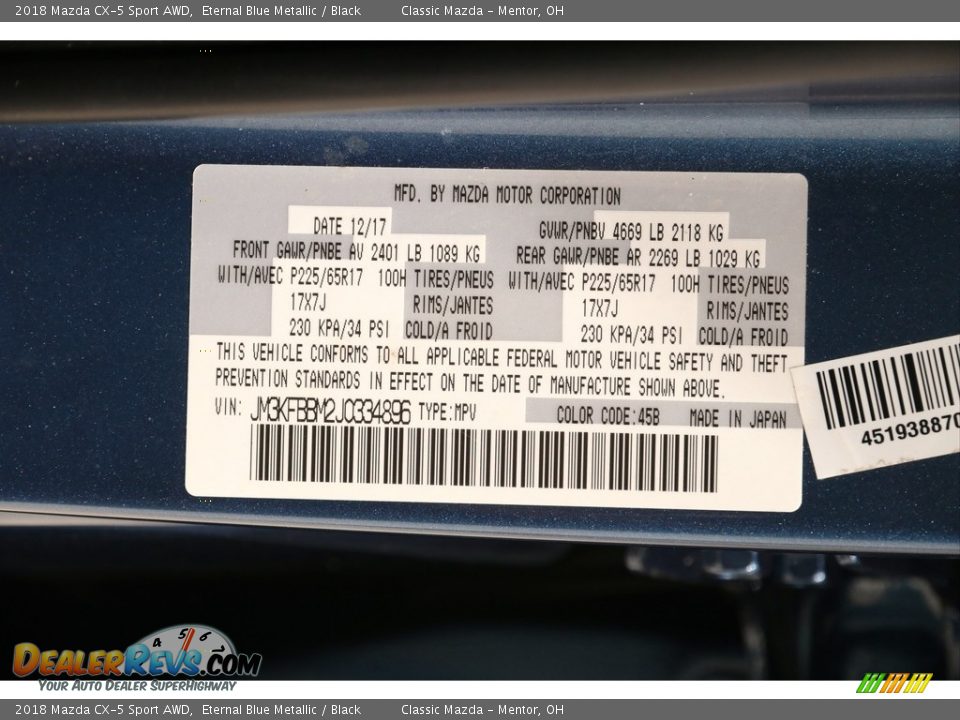 2018 Mazda CX-5 Sport AWD, Eternal Blue Metallic / Black Classic Mazda - Mentor, OH
MFD. BY MAZDA MOTOR CORPORATION
DATE 12/17 GVWR/PNBV 4669 LB 2118 KG
FRONT GAWR/PNBE AV 2401 LB 1089 KG REAR GAWR/PNBE AR 2269 LB 1029 KG
WITH/AVEC P225/65R17 100H TIRES/PNEUS WITH/AVEC P225/65R17 100H TIRES/PNEUS
17X7J RIMS/JANTES 17X7J RIMS/JANTES
230 KPA/34 PSI COLD/A FROID 230 KPA/34 PSI COLD/A FROID
THIS VEHICLE CONFORMS TO ALL APPLICABLE FEDERAL MOTOR VEHICLE SAFETY AND THEFT
PREVENTION STANDARDS IN EFFECT ON THE DATE OF MANUFACTURE SHOWN ABOVE.
VIN: JM3KFBBM2J0334896 TYPE:MPV COLOR CODE:45B MADE IN JAPAN
451938870
4 5 6
DEALERREVS.COM
YOUR AUTO DEALER SUPERHIGHWAY
2018 Mazda CX-5 Sport AWD, Eternal Blue Metallic / Black Classic Mazda - Mentor, OH